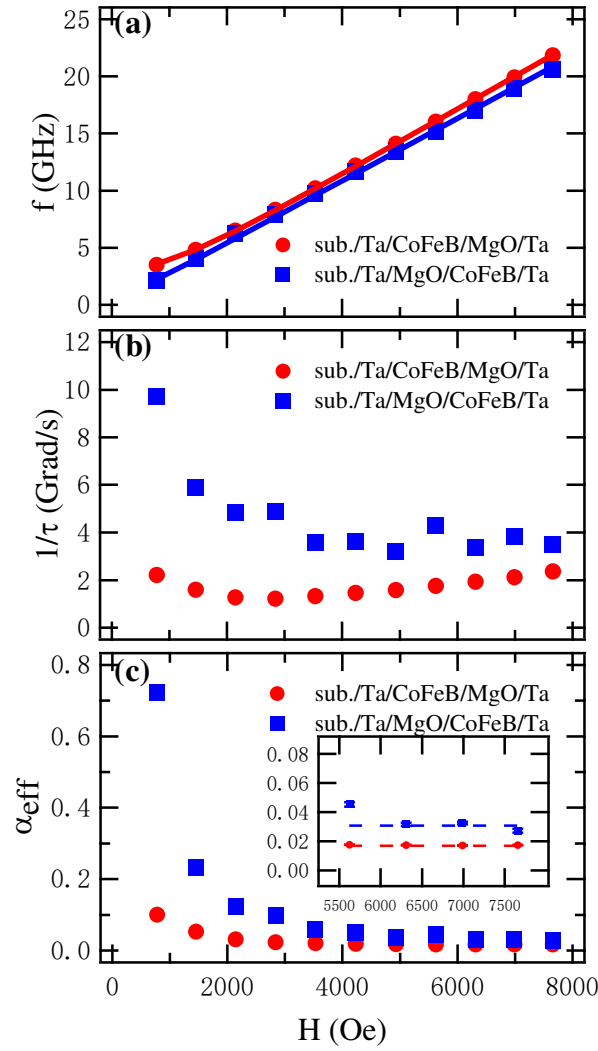 (a)
25
20
15
10
5
0
f (GHz)
sub./Ta/CoFeB/MgO/Ta
sub./Ta/MgO/CoFeB/Ta
(b)
12
10
8
6
4
2
0
1/τ (Grad/s)
sub./Ta/CoFeB/MgO/Ta
sub./Ta/MgO/CoFeB/Ta
(c)
0.8
0.6
0.4
0.2
0.0
αeff
sub./Ta/CoFeB/MgO/Ta
sub./Ta/MgO/CoFeB/Ta
0.08
0.06
0.04
0.02
0.00
5500 6000 6500 7000 7500
0 2000 4000 6000 8000
H (Oe)